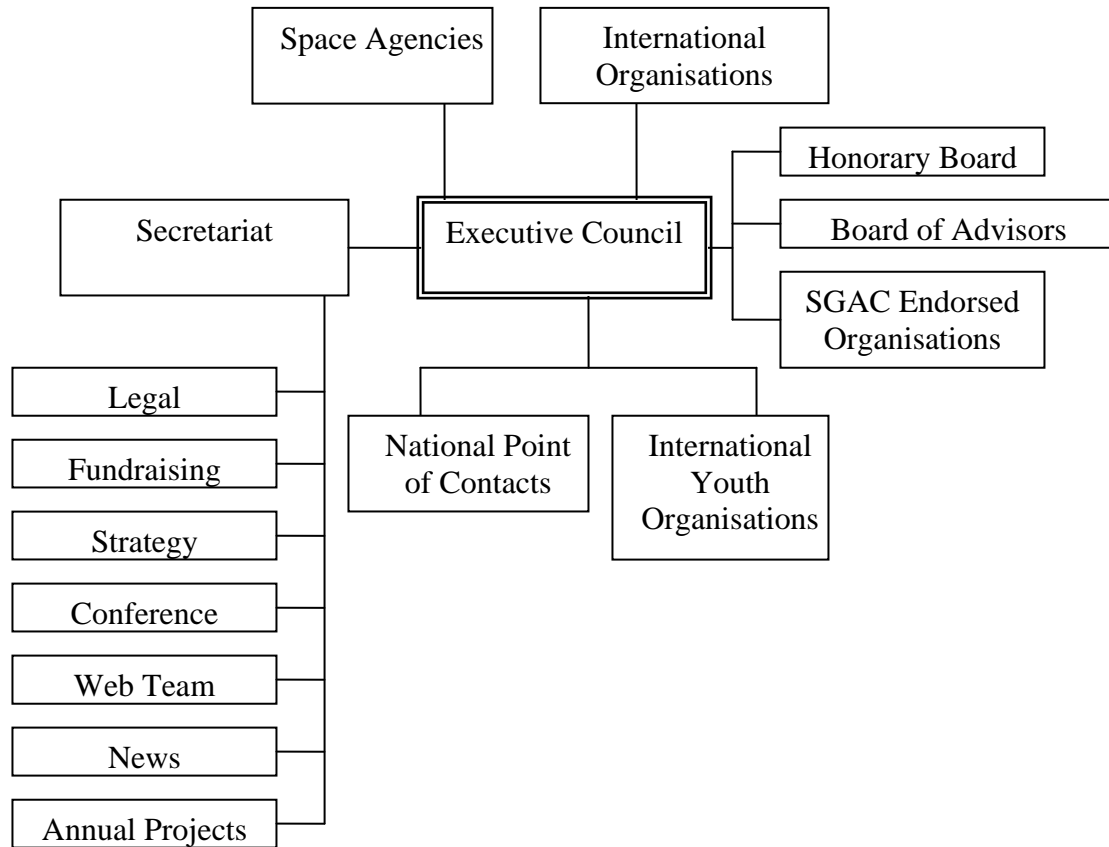 Space Agencies
International
Organisations
Honorary Board
Secretariat
Executive Council
Board of Advisors
SGAC Endorsed
Organisations
Legal
Fundraising
Strategy
Conference
Web Team
News
Annual Projects
National Point
of Contacts
International
Youth
Organisations